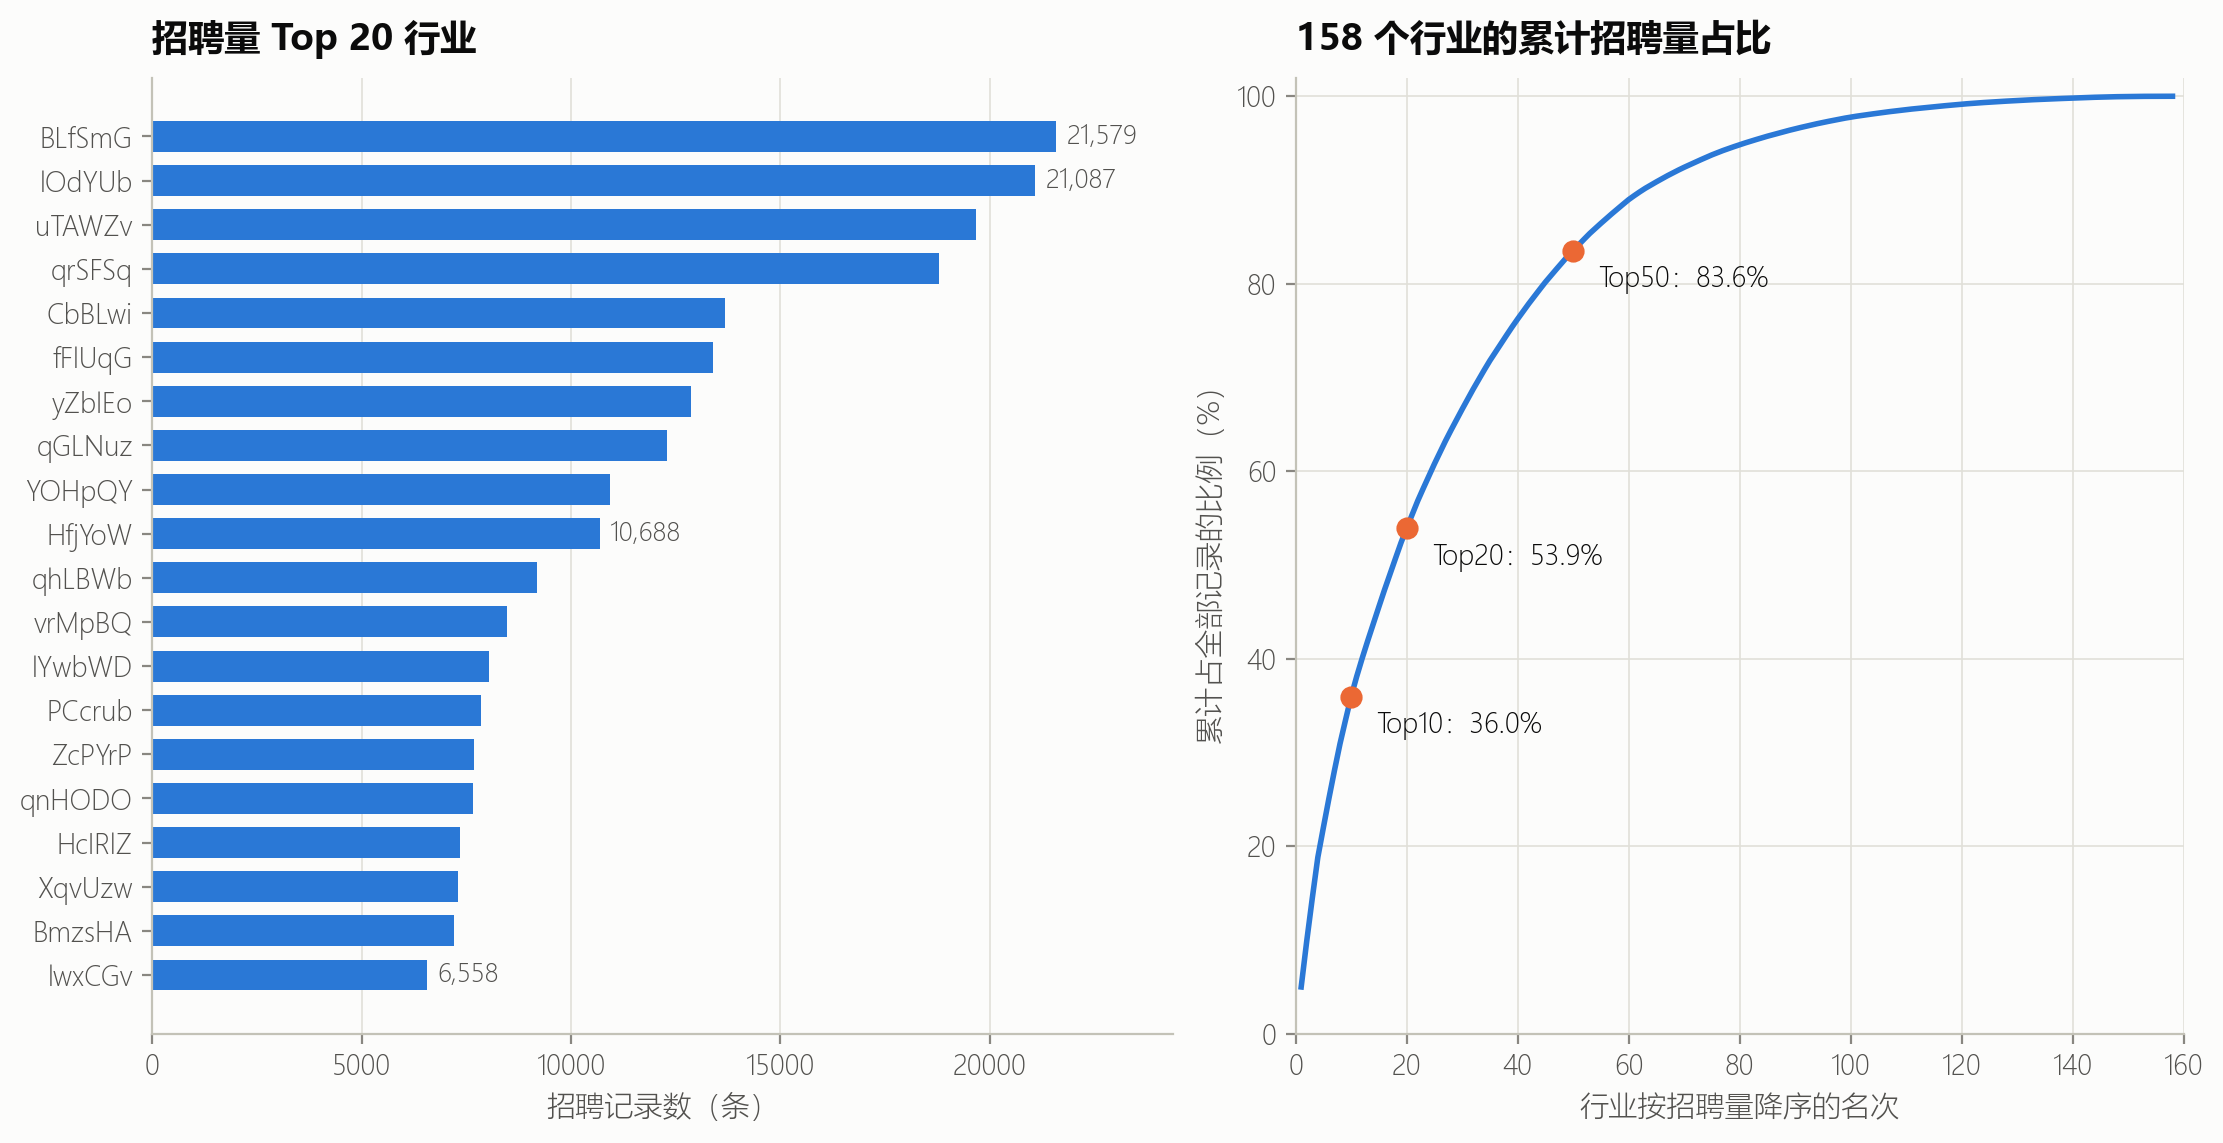 招聘量 Top 20 行业
BLfSmG
21,579
lOdYUb
21,087
uTAWZv
qrSFSq
CbBLwi
fFlUqG
yZblEo
qGLNuz
YOHpQY
HfjYoW
10,688
qhLBWb
vrMpBQ
lYwbWD
PCcrub
ZcPYrP
qnHODO
HclRlZ
XqvUzw
BmzsHA
lwxCGv
6,558
0 5000 10000 15000 20000
招聘记录数（条）
158 个行业的累计招聘量占比
累计占全部记录的比例（%）
100
80
60
40
20
0
Top50：83.6%
Top20：53.9%
Top10：36.0%
0 20 40 60 80 100 120 140 160
行业按招聘量降序的名次